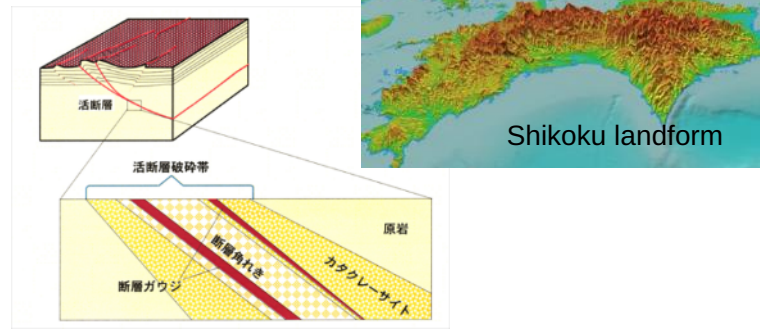 活断層
Shikoku landform
活断層破砕帯
原岩
断層角れき
カタクレーサイト
断層ガウジ